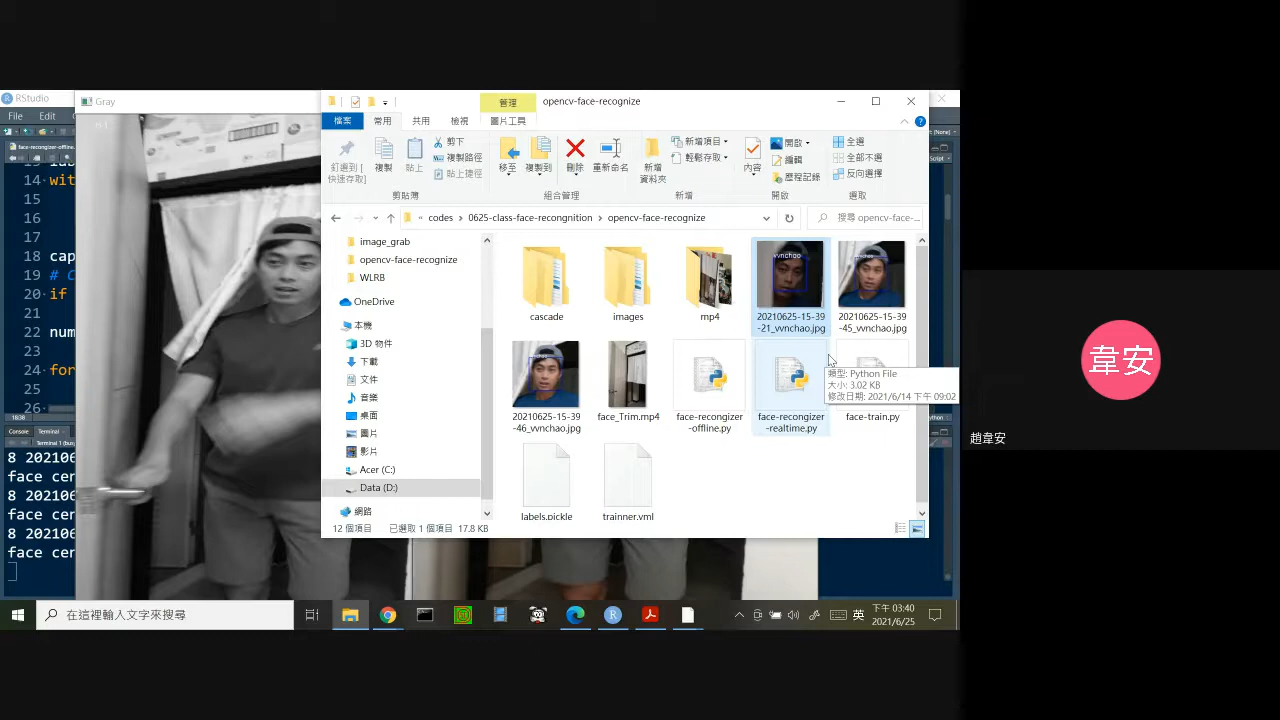 RStudio
File
Edit
face-recongizer-offline.
14
wit
15
16
17
18
cap
19
# C
20
if
22
num
23
24
for
25
26
Console
Terminal
8 202106
face cen
8 202106
face cen
8 202106
face cen
Gray
管理
opencv-face-recognize
檔案
常用
共用
檢視
圖片工具
釘選到 [
快速存取]
複製
貼上
剪下
複製路徑
貼上捷徑
剪貼簿
移至
複製到
刪除
重新命名
組合管理
新增
資料夾
新增項目
輕鬆存取
新增
內容
開啟
編輯
歷程記錄
開啟
全選
全部不選
反向選擇
選取
codes
0625-class-face-recongnition
opencv-face-recognize
搜尋 opencv-face-...
image_grab
opencv-face-recognize
WLRB
OneDrive
本機
3D 物件
下載
文件
音樂
桌面
圖片
影片
Acer (C:)
Data (D:)
網路
cascade
images
mp4
20210625-15-39
-21_vvnchao.jpg
20210625-15-39
-45_vvnchao.jpg
20210625-15-39
-46_vvnchao.jpg
face_Trim.mp4
face-recongizer
-offline.py
face-recongizer
-realtime.py
face-train.py
labels.pickle
trainner.yml
類型: Python File
大小: 3.02 KB
修改日期: 2021/6/14 下午 09:02
12 個項目
已選取 1 個項目 17.8 KB
在這裡輸入文字來搜尋
英
下午 03:40
2021/6/25
韋安
趙韋安